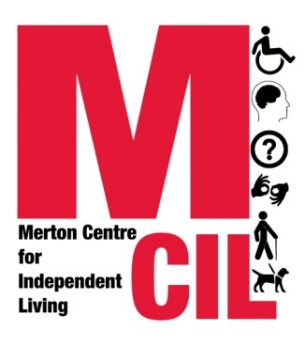 M
?
Merton Centre
for
Independent
Living
CIL